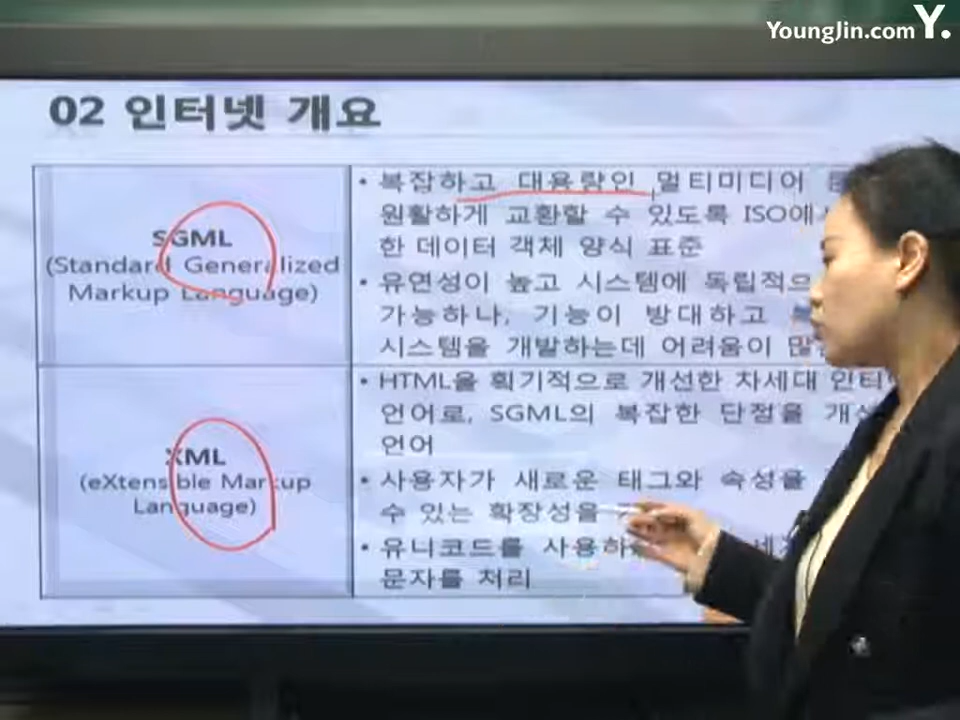 YoungJin.com Y.
02 인터넷 개요
SGML
(Standard Generalized
Markup Language)
• 복잡하고 대용량인 멀티미디어
원활하게 교환할 수 있도록 ISO에서
한 데이터 객체 양식 표준
• 유연성이 높고 시스템에 독립적으
가능하나, 기능이 방대하고
시스템을 개발하는데 어려움이 많
XML
(eXtensible Markup
Language)
• HTML을 획기적으로 개선한 차세대 인터
언어로, SGML의 복잡한 단점을 개선
언어
• 사용자가 새로운 태그와 속성을
수 있는 확장성을
• 유니코드를 사용하 세
문자를 처리